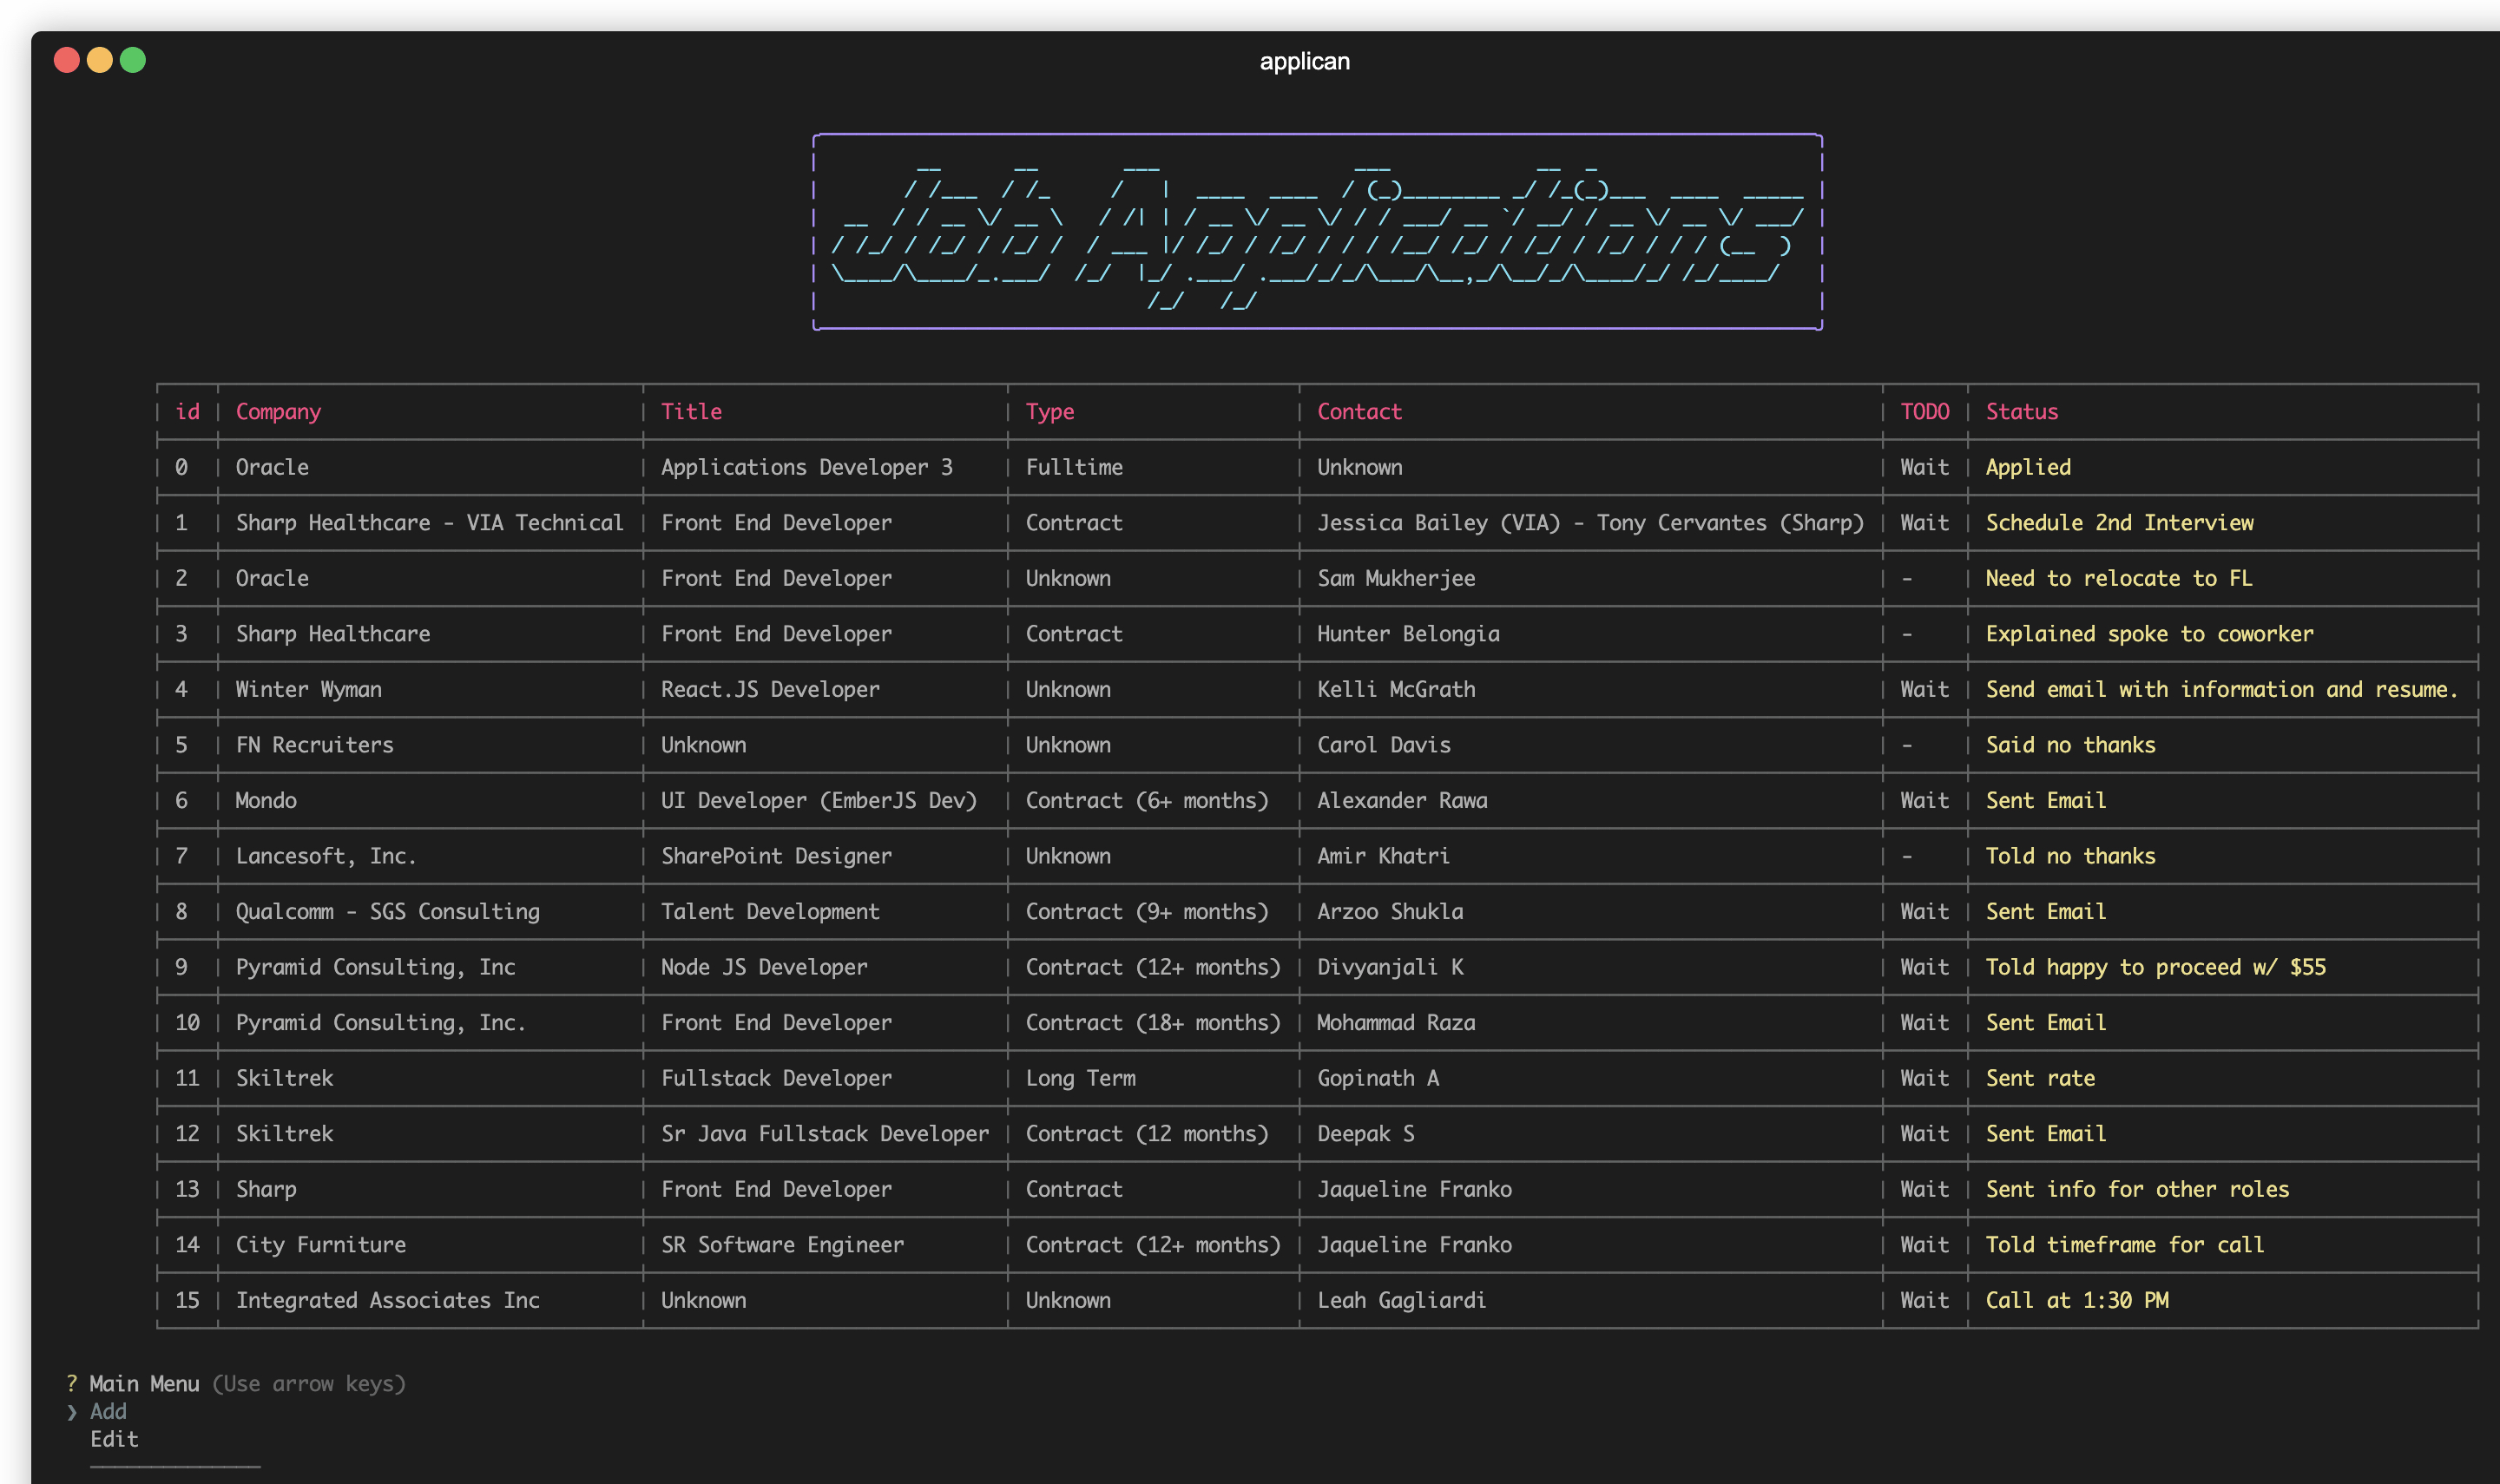 applican
Job Applications
id Company Title Type Contact TODO Status
0 Oracle Applications Developer 3 Fulltime Unknown Wait Applied
1 Sharp Healthcare - VIA Technical Front End Developer Contract Jessica Bailey (VIA) - Tony Cervantes (Sharp) Wait Schedule 2nd Interview
2 Oracle Front End Developer Unknown Sam Mukherjee - Need to relocate to FL
3 Sharp Healthcare Front End Developer Contract Hunter Belongia - Explained spoke to coworker
4 Winter Wyman React.JS Developer Unknown Kelli McGrath Wait Send email with information and resume.
5 FN Recruiters Unknown Unknown Carol Davis - Said no thanks
6 Mondo UI Developer (EmberJS Dev) Contract (6+ months) Alexander Rawa Wait Sent Email
7 Lancesoft, Inc. SharePoint Designer Unknown Amir Khatri - Told no thanks
8 Qualcomm - SGS Consulting Talent Development Contract (9+ months) Arzoo Shukla Wait Sent Email
9 Pyramid Consulting, Inc Node JS Developer Contract (12+ months) Divyanjali K Wait Told happy to proceed w/ $55
10 Pyramid Consulting, Inc. Front End Developer Contract (18+ months) Mohammad Raza Wait Sent Email
11 Skiltrek Fullstack Developer Long Term Gopinath A Wait Sent rate
12 Skiltrek Sr Java Fullstack Developer Contract (12 months) Deepak S Wait Sent Email
13 Sharp Front End Developer Contract Jaqueline Franko Wait Sent info for other roles
14 City Furniture SR Software Engineer Contract (12+ months) Jaqueline Franko Wait Told timeframe for call
15 Integrated Associates Inc Unknown Unknown Leah Gagliardi Wait Call at 1:30 PM
? Main Menu (Use arrow keys)
❯ Add
Edit